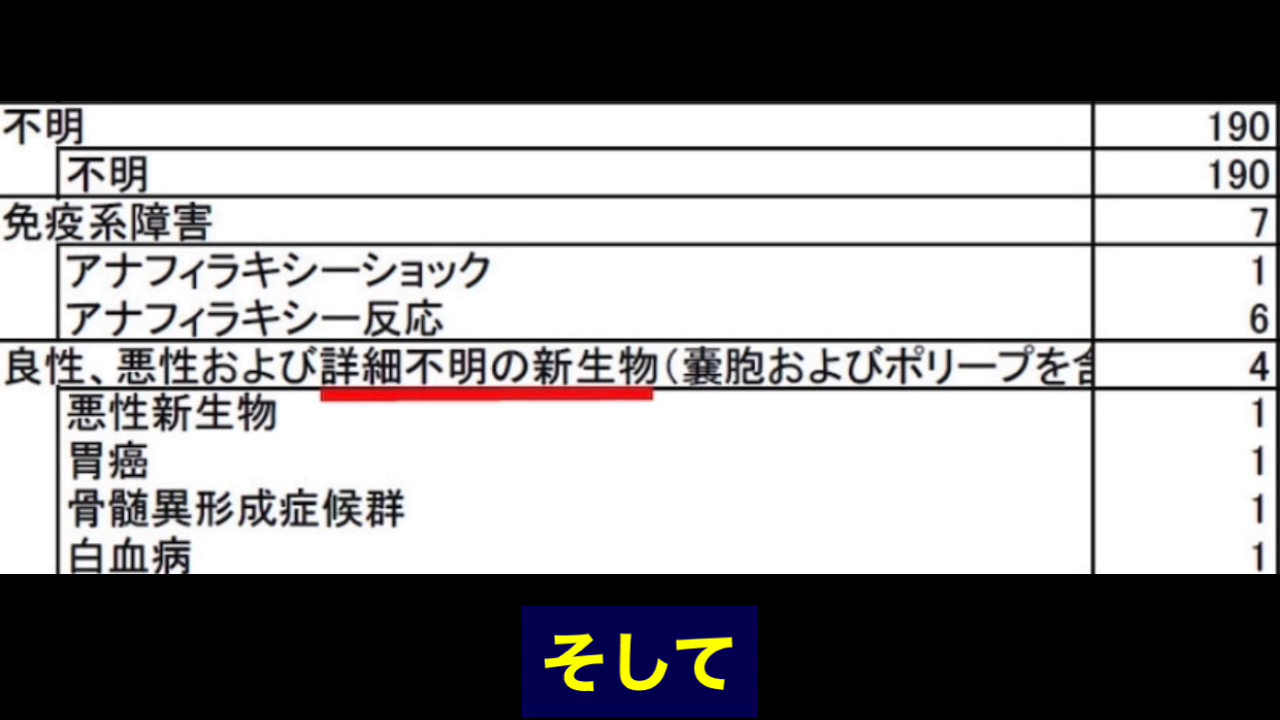 不明 190
不明 190
免疫系障害 7
アナフィラキシーショック 1
アナフィラキシー反応 6
良性、悪性および詳細不明の新生物（嚢胞およびポリープを含 4
悪性新生物 1
胃癌 1
骨髄異形成症候群 1
白血病 1
そして